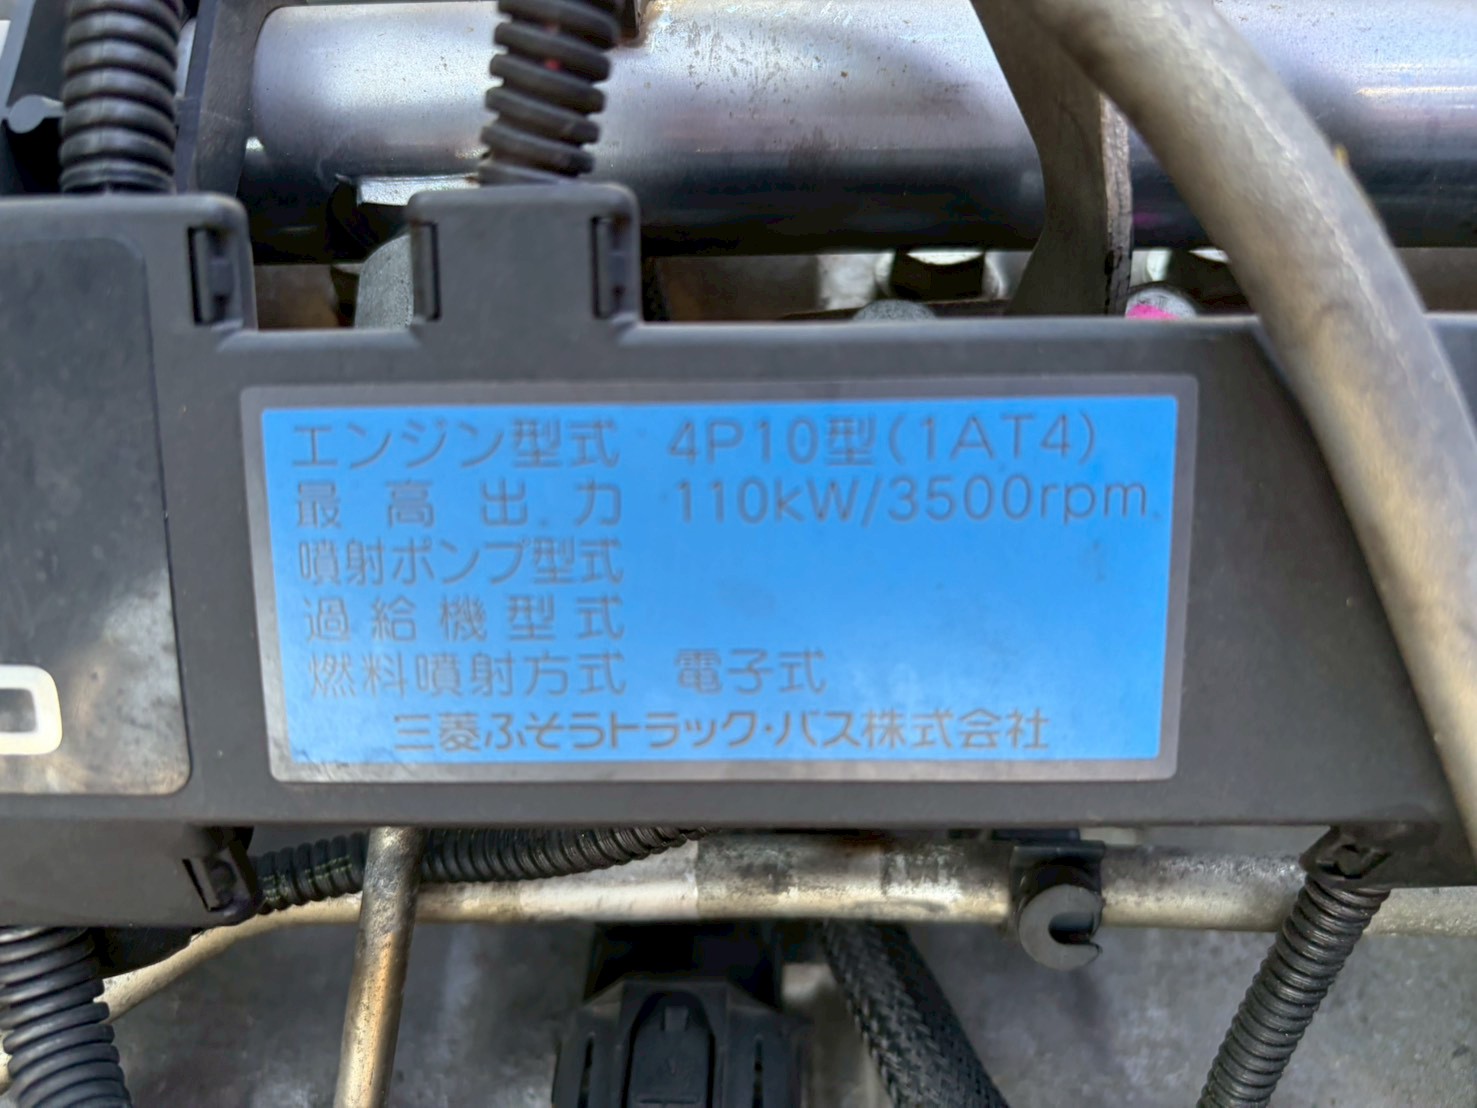 エンジン型式 4P10型(1AT4)
最高出力 110kW/3500rpm
噴射ポンプ型式
過給機型式
燃料噴射方式 電子式
三菱ふそうトラック・バス株式会社